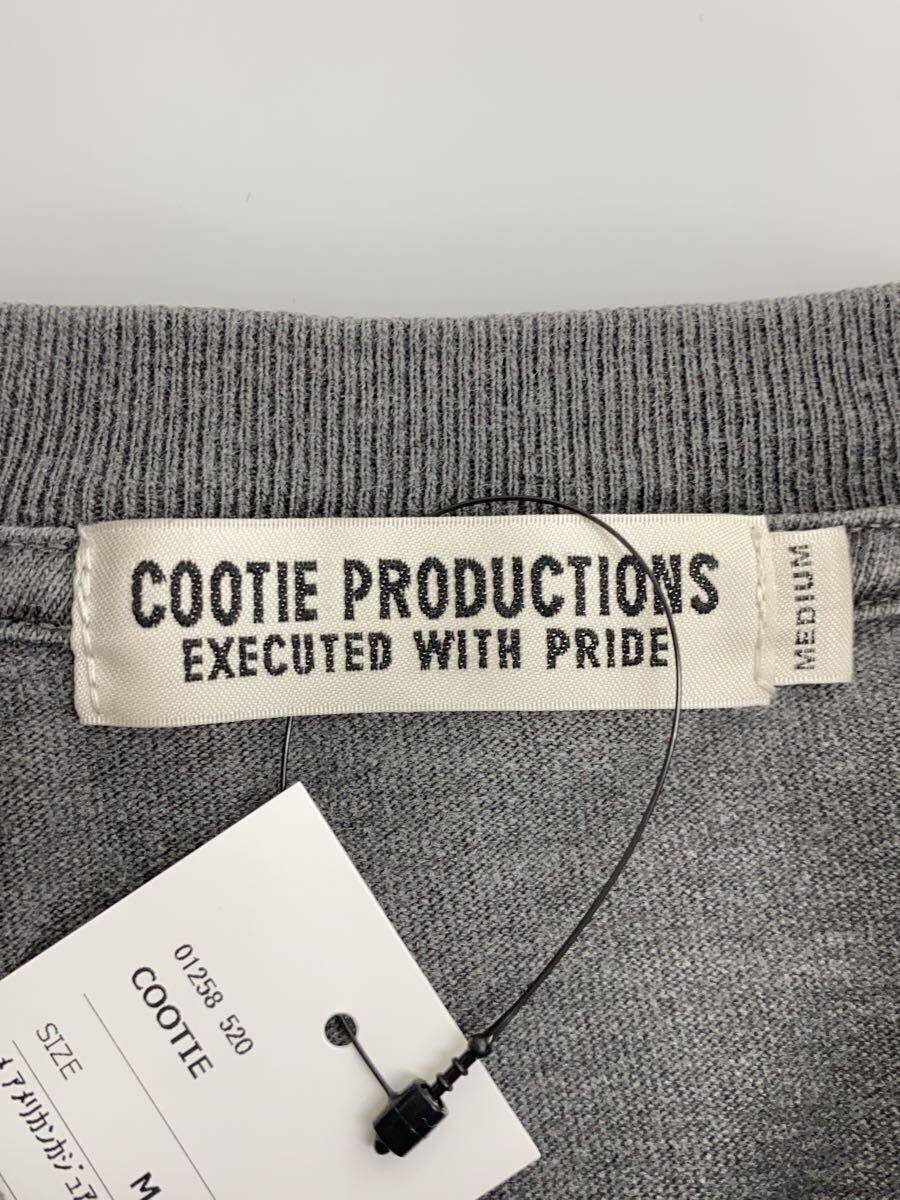 COOTIE PRODUCTIONS
EXECUTED WITH PRIDE
MEDIUM
01258 520
COOTIE
SIZE
M
アメリカンカジュア